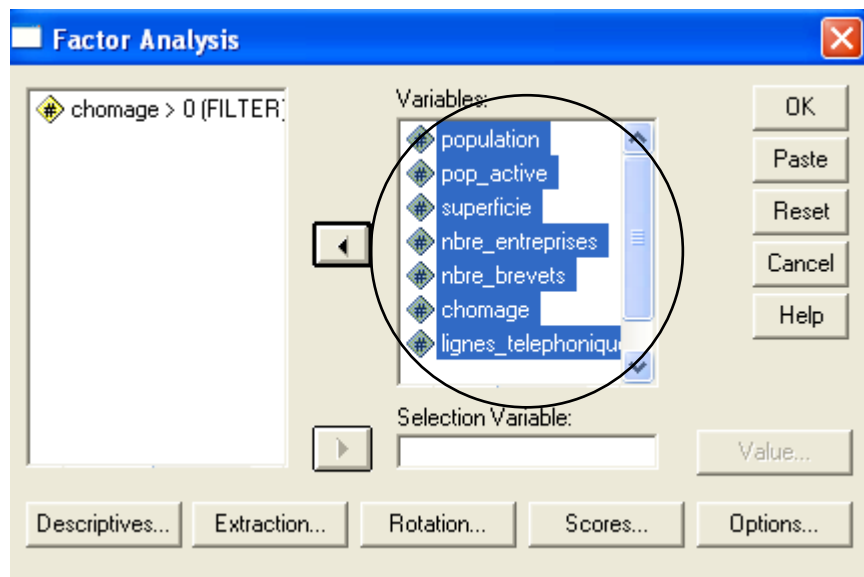 Factor Analysis
chomage > 0 (FILTER)
Variables:
population
pop_active
superficie
nbre_entreprises
nbre_brevets
chomage
lignes_telephoniqu
OK
Paste
Reset
Cancel
Help
Selection Variable:
Value...
Descriptives...
Extraction...
Rotation...
Scores...
Options...